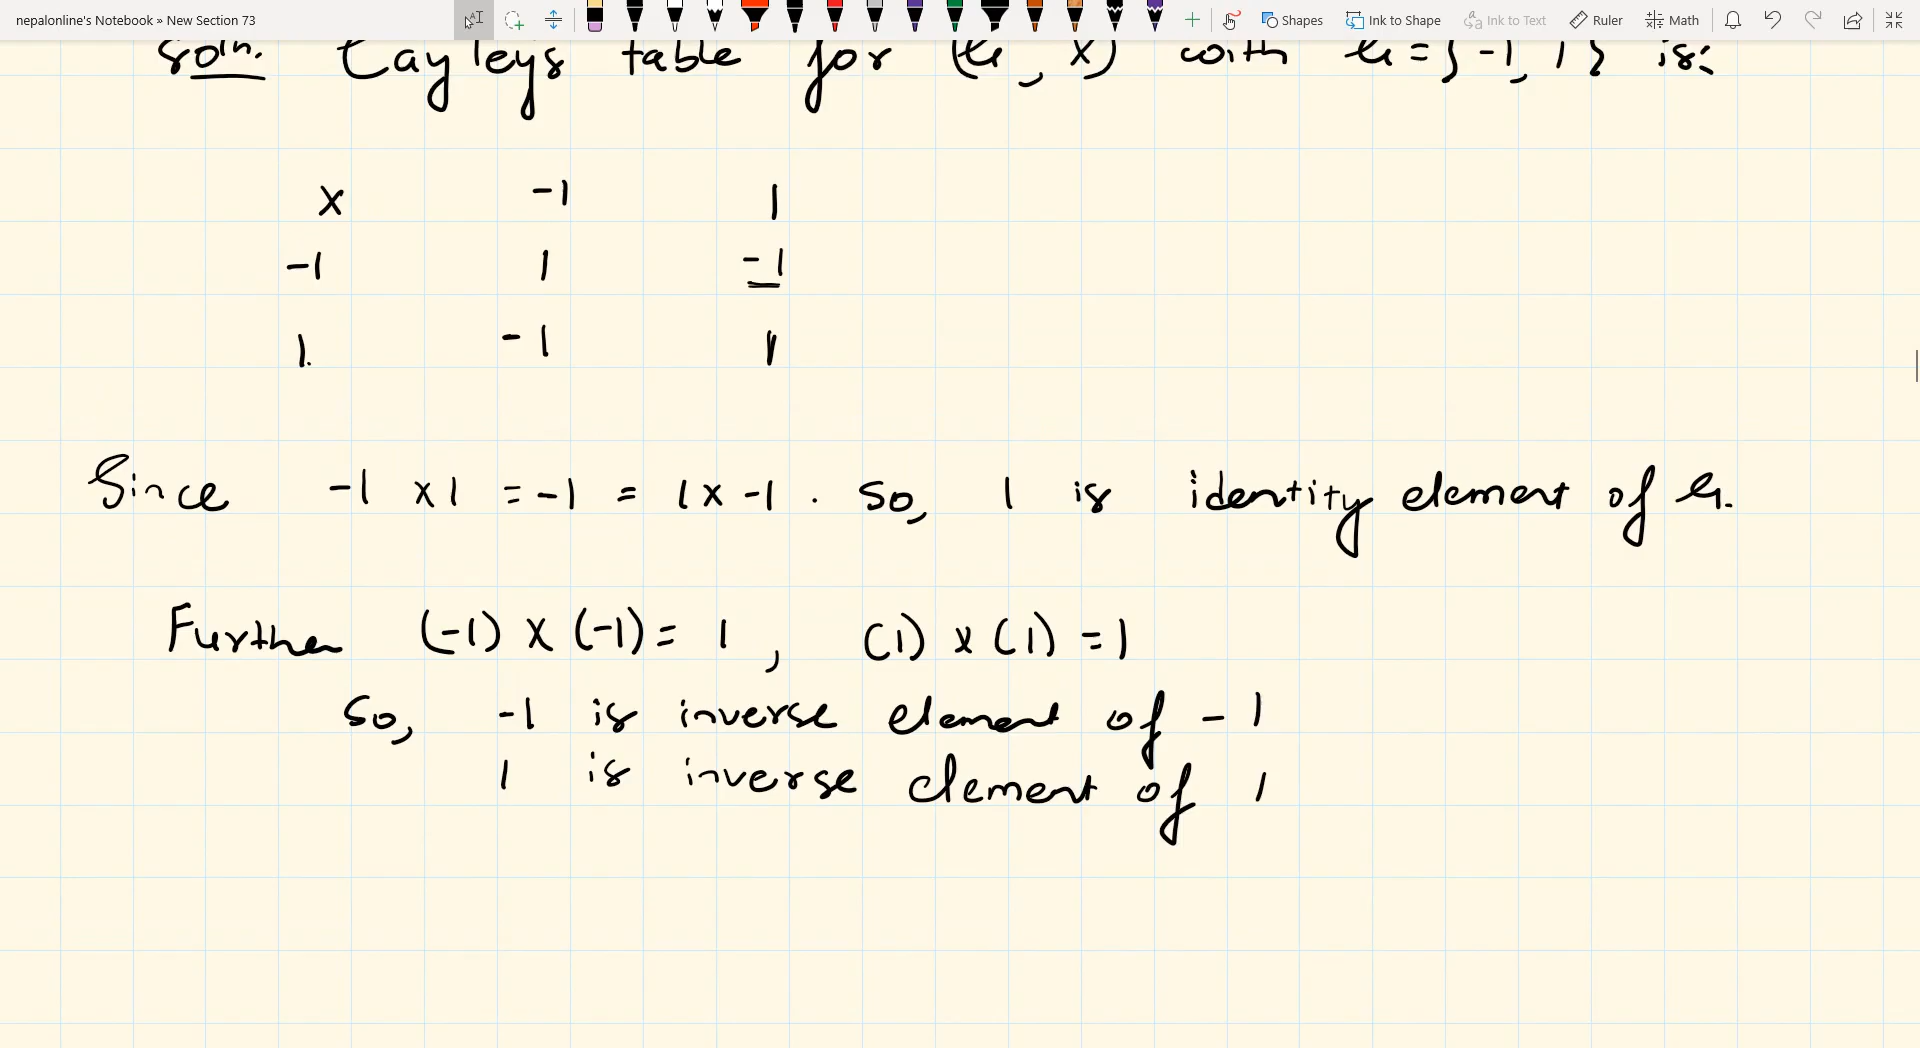 nepalonline's Notebook » New Section 73
Shapes Ink to Shape Ink to Text Ruler Math
Soln. Cayleys table for (G, x) with G = { -1, 1 } is:
x -1 1
-1 1 -1
1. -1 1
Since -1 x 1 = -1 = 1 x -1 . So, 1 is identity element of G.
Further (-1) x (-1) = 1 , (1) x (1) = 1
So, -1 is inverse element of -1
1 is inverse element of 1